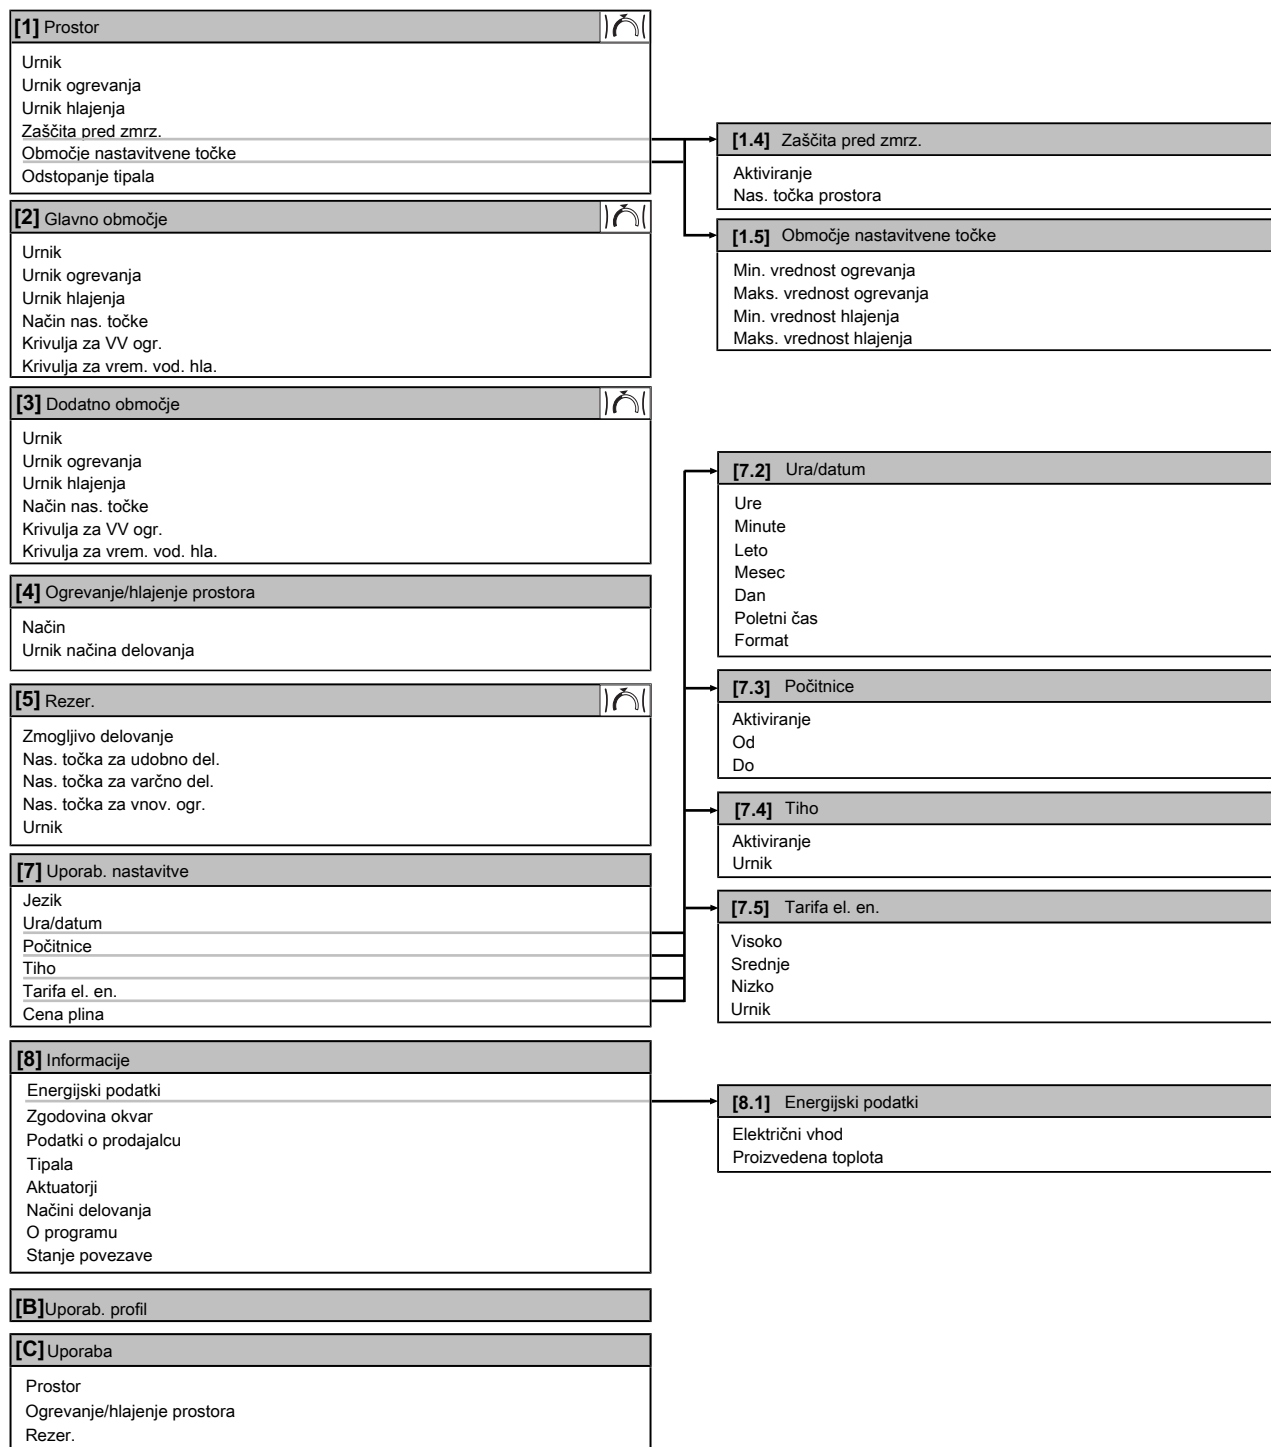 [1] Prostor
Urnik
Urnik ogrevanja
Urnik hlajenja
Zaščita pred zmrz.
Območje nastavitvene točke
Odstopanje tipala
[1.4] Zaščita pred zmrz.
Aktiviranje
Nas. točka prostora
[1.5] Območje nastavitvene točke
Min. vrednost ogrevanja
Maks. vrednost ogrevanja
Min. vrednost hlajenja
Maks. vrednost hlajenja
[2] Glavno območje
Urnik
Urnik ogrevanja
Urnik hlajenja
Način nas. točke
Krivulja za VV ogr.
Krivulja za vrem. vod. hla.
[3] Dodatno območje
Urnik
Urnik ogrevanja
Urnik hlajenja
Način nas. točke
Krivulja za VV ogr.
Krivulja za vrem. vod. hla.
[4] Ogrevanje/hlajenje prostora
Način
Urnik načina delovanja
[5] Rezer.
Zmogljivo delovanje
Nas. točka za udobno del.
Nas. točka za varčno del.
Nas. točka za vnov. ogr.
Urnik
[7] Uporab. nastavitve
Jezik
Ura/datum
Počitnice
Tiho
Tarifa el. en.
Cena plina
[7.2] Ura/datum
Ure
Minute
Leto
Mesec
Dan
Poletni čas
Format
[7.3] Počitnice
Aktiviranje
Od
Do
[7.4] Tiho
Aktiviranje
Urnik
[7.5] Tarifa el. en.
Visoko
Srednje
Nizko
Urnik
[8] Informacije
Energijski podatki
Zgodovina okvar
Podatki o prodajalcu
Tipala
Aktuatorji
Načini delovanja
O programu
Stanje povezave
[8.1] Energijski podatki
Električni vhod
Proizvedena toplota
[B] Uporab. profil
[C] Uporaba
Prostor
Ogrevanje/hlajenje prostora
Rezer.